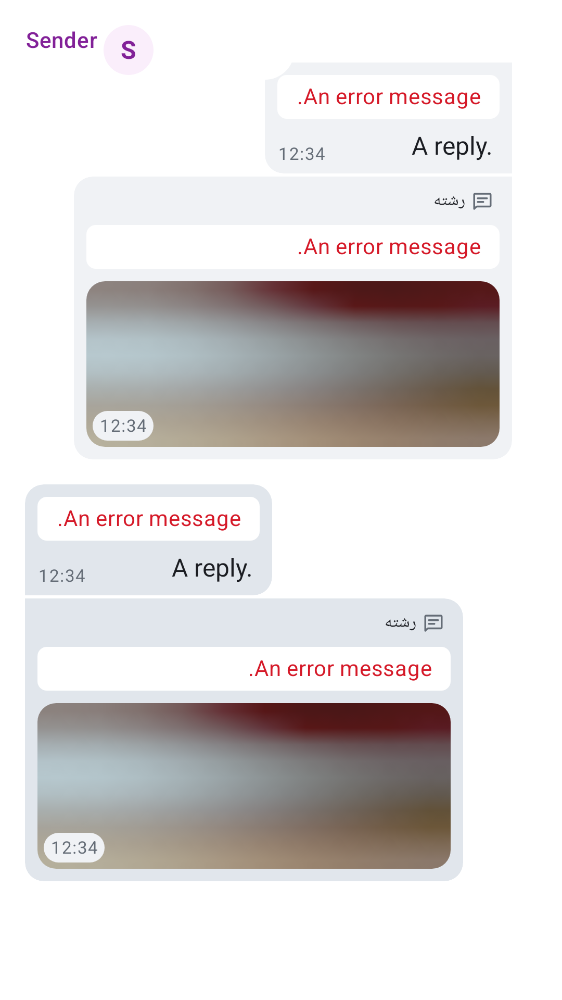 Sender
S
.An error message
A reply.
12:34
رشته
.An error message
12:34
.An error message
A reply.
12:34
رشته
.An error message
12:34